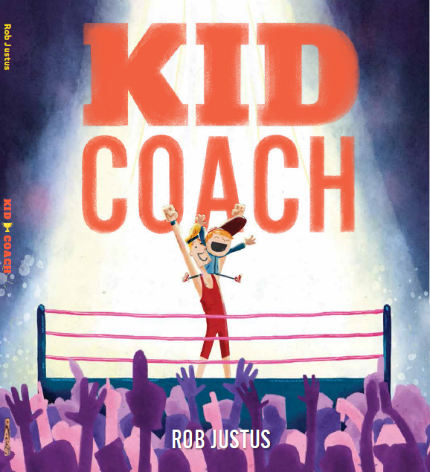 KID
COACH
ROB JUSTUS
Rob Justus
KID COACH